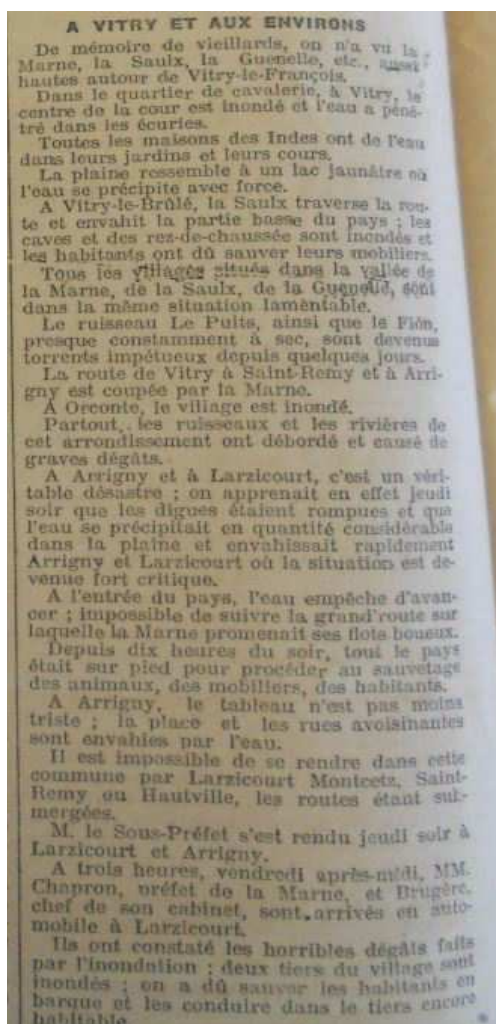 A VITRY ET AUX ENVIRONS
De mémoire de vieillards, on n'a vu la
Marne, la Saulx, la Guenelle, etc., aussi
hautes autour de Vitry-le-François.
Dans le quartier de cavalerie, à Vitry, le
centre de la cour est inondé et l'eau a péné-
tré dans les écuries.
Toutes les maisons des Indes ont de l'eau
dans leurs jardins et leurs cours.
La plaine ressemble à un lac jaunâtre où
l'eau se précipite avec force.
A Vitry-le-Brûlé, la Saulx traverse la rou-
te et envahit la partie basse du pays ; les
caves et des rez-de-chaussée sont inondés et
les habitants ont dû sauver leurs mobiliers.
Tous les villages situés dans la vallée de
la Marne, de la Saulx, de la Guenelle, sont
dans la même situation lamentable.
Le ruisseau Le Puits, ainsi que le Fion,
presque constamment à sec, sont devenus
torrents impétueux depuis quelques jours.
La route de Vitry à Saint-Remy et à Arri-
gny est coupée par la Marne.
A Orconte, le village est inondé.
Partout, les ruisseaux et les rivières de
cet arrondissement ont débordé et causé de
graves dégâts.
A Arrigny et à Larzicourt, c'est un véri-
table désastre ; on apprenait en effet jeudi
soir que les digues étaient rompues et que
l'eau se précipitait en quantité considérable
dans la plaine et envahissait rapidement
Arrigny et Larzicourt où la situation est de-
venue fort critique.
A l'entrée du pays, l'eau empêche d'avan-
cer ; impossible de suivre la grand'route sur
laquelle la Marne promenait ses flots boueux.
Depuis dix heures du soir, tout le pays
était sur pied pour procéder au sauvetage
des animaux, des mobiliers, des habitants.
A Arrigny, le tableau n'est pas moins
triste ; la place et les rues avoisinantes
sont envahies par l'eau.
Il est impossible de se rendre dans cette
commune par Larzicourt Montcetz, Saint-
Remy ou Hautville, les routes étant sub-
mergées.
M. le Sous-Préfet s'est rendu jeudi soir à
Larzicourt et Arrigny.
A trois heures, vendredi après-midi, MM.
Chapron, préfet de la Marne, et Brugère,
chef de son cabinet, sont arrivés en auto-
mobile à Larzicourt.
Ils ont constaté les horribles dégâts faits
par l'inondation ; deux tiers du village sont
inondés ; on a dû sauver les habitants en
barque et les conduire dans le tiers encore
habitable.